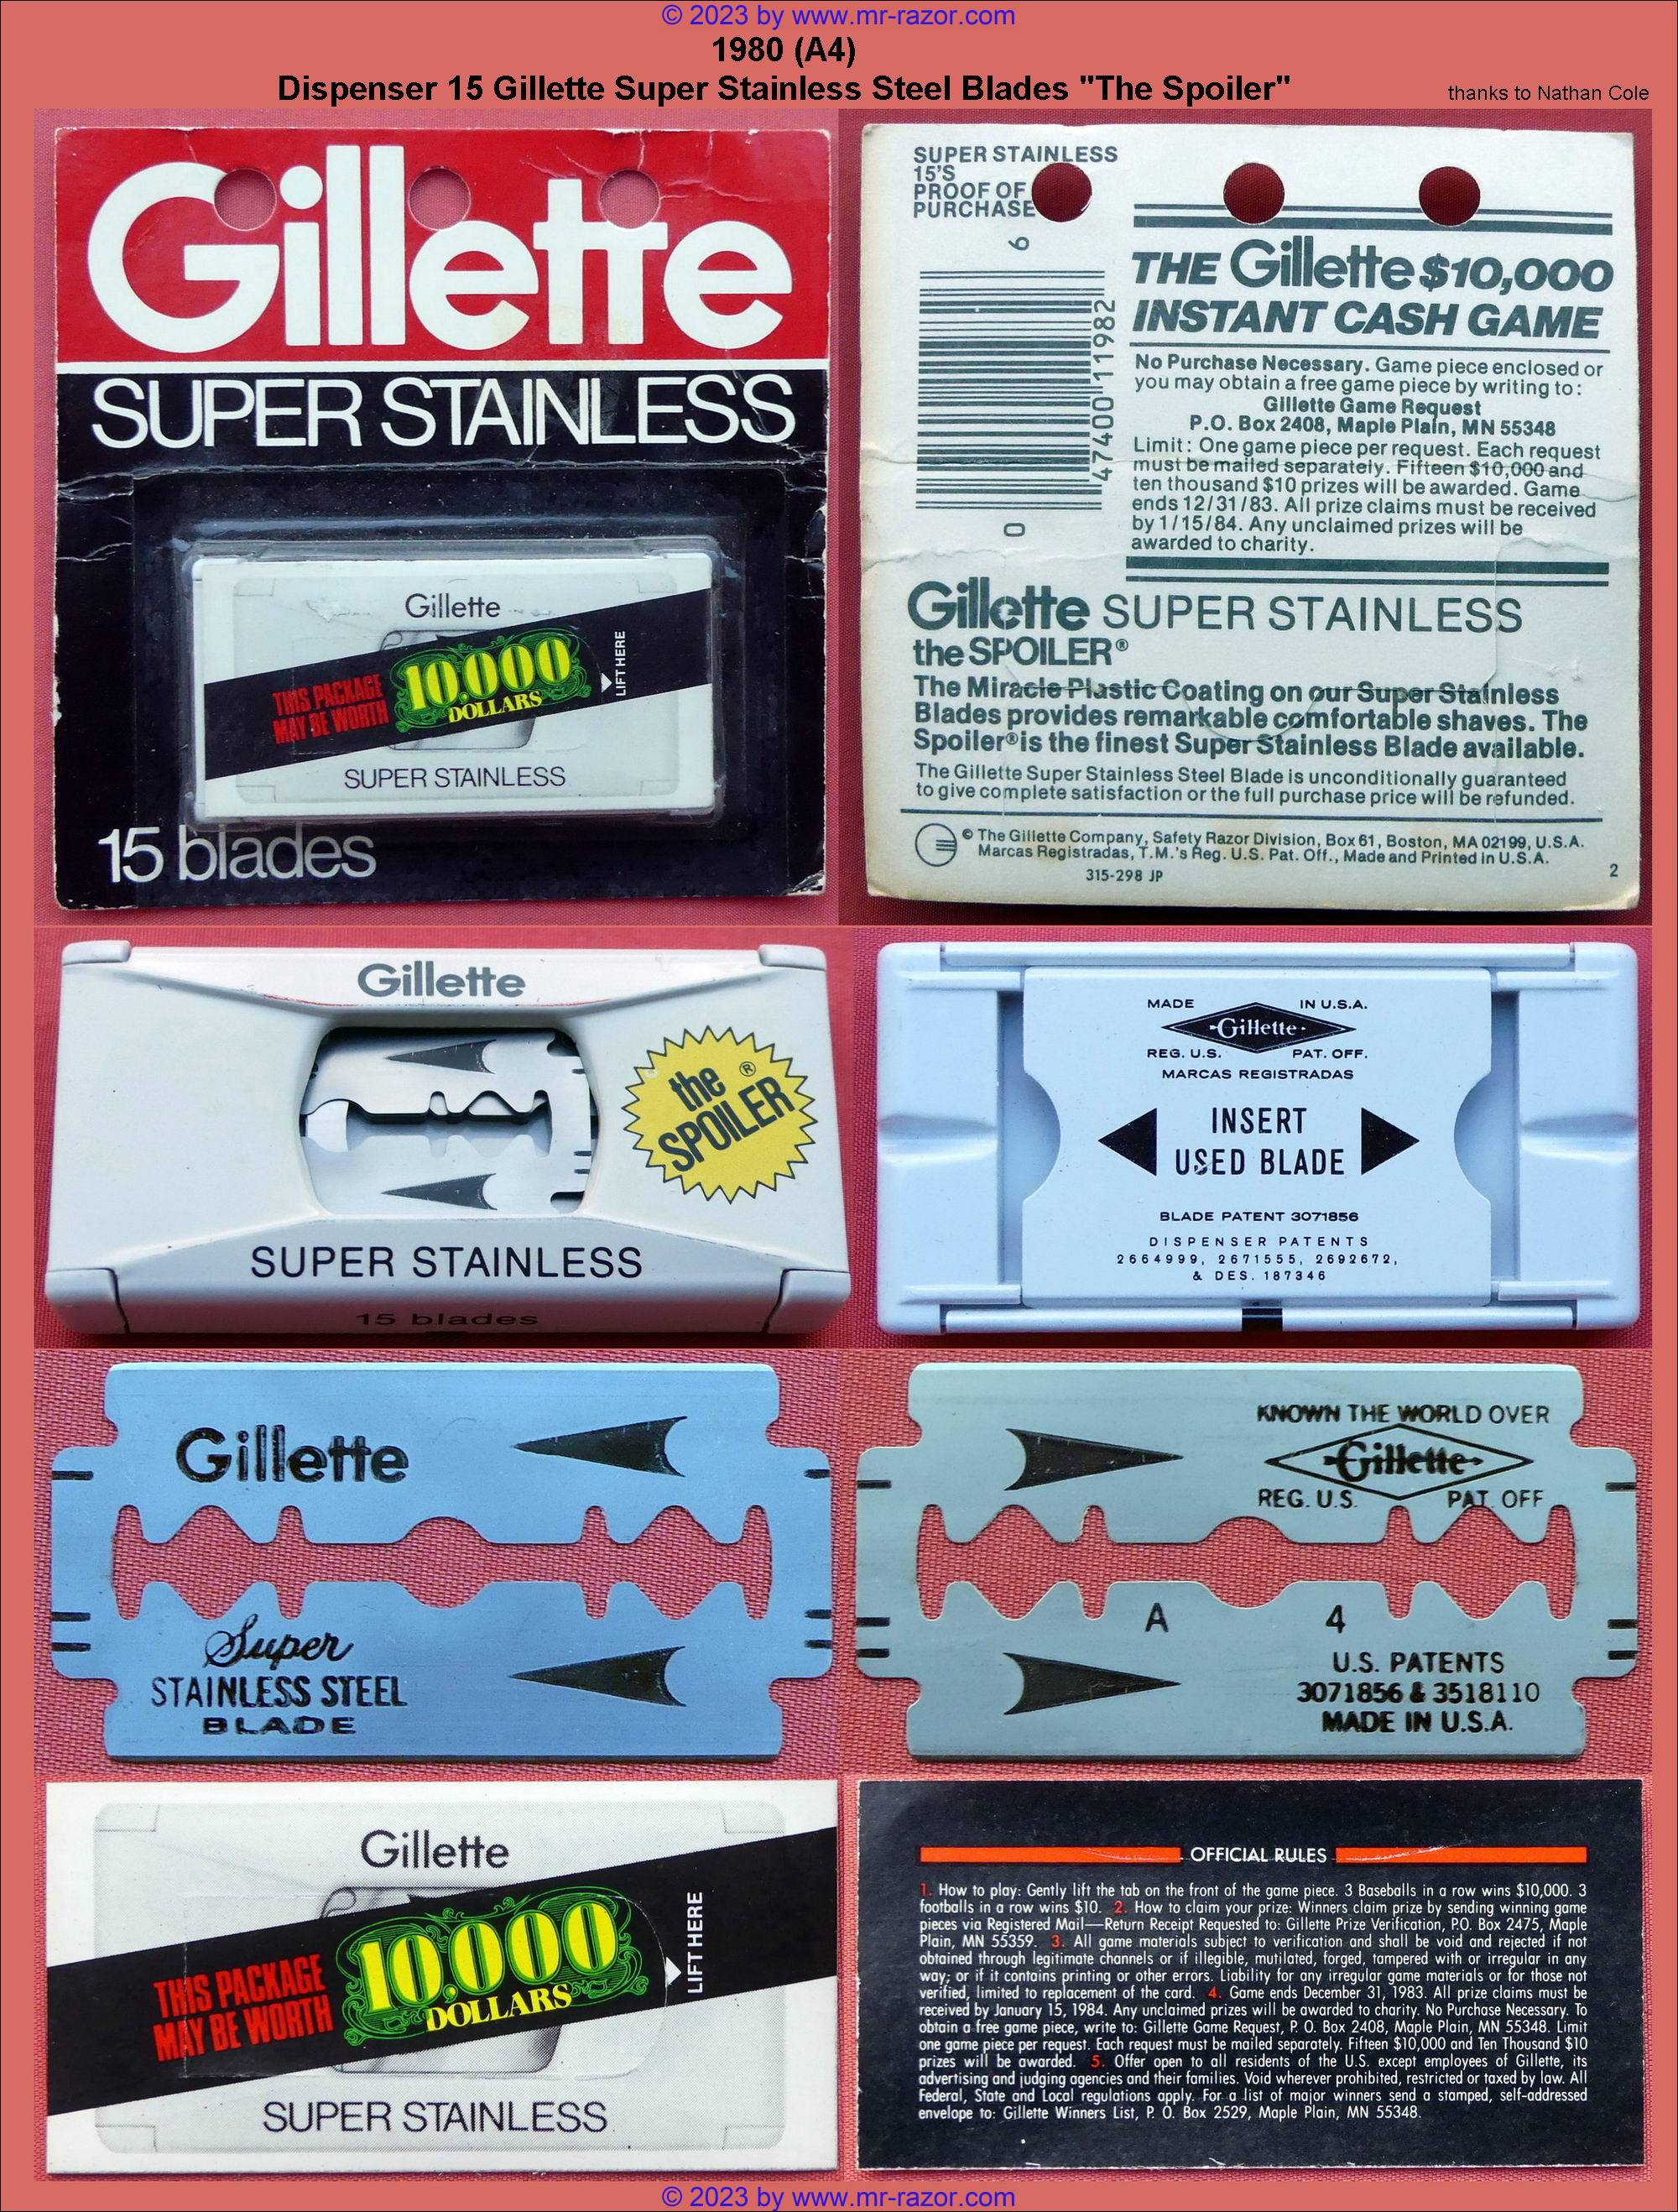 © 2023 by www.mr-razor.com
1980 (A4)
Dispenser 15 Gillette Super Stainless Steel Blades "The Spoiler"
thanks to Nathan Cole
Gillette
SUPER STAINLESS
Gillette
THIS PACKAGE
MAY BE WORTH
10,000
DOLLARS
LIFT HERE
SUPER STAINLESS
15 blades
SUPER STAINLESS
15'S
PROOF OF
PURCHASE
6
47400 11982
0
THE Gillette $10,000
INSTANT CASH GAME
No Purchase Necessary. Game piece enclosed or
you may obtain a free game piece by writing to:
Gillette Game Request
P.O. Box 2408, Maple Plain, MN 55348
Limit: One game piece per request. Each request
must be mailed separately. Fifteen $10,000 and
ten thousand $10 prizes will be awarded. Game
ends 12/31/83. All prize claims must be received
by 1/15/84. Any unclaimed prizes will be
awarded to charity.
Gillette SUPER STAINLESS
the SPOILER®
The Miracle Plastic Coating on our Super Stainless
Blades provides remarkable comfortable shaves. The
Spoiler® is the finest Super Stainless Blade available.
The Gillette Super Stainless Steel Blade is unconditionally guaranteed
to give complete satisfaction or the full purchase price will be refunded.
© The Gillette Company, Safety Razor Division, Box 61, Boston, MA 02199, U.S.A.
Marcas Registradas, T.M.'s Reg. U.S. Pat. Off., Made and Printed in U.S.A.
315-298 JP
2
Gillette
the ®
SPOILER
SUPER STAINLESS
15 blades
MADE IN U.S.A.
Gillette
REG. U.S. PAT. OFF.
MARCAS REGISTRADAS
INSERT
USED BLADE
BLADE PATENT 3071856
DISPENSER PATENTS
2664999, 2671555, 2692672,
& DES. 187346
Gillette
Super
STAINLESS STEEL
BLADE
KNOWN THE WORLD OVER
Gillette
REG. U.S. PAT. OFF
A 4
U.S. PATENTS
3071856 & 3518110
MADE IN U.S.A.
Gillette
THIS PACKAGE
MAY BE WORTH
10,000
DOLLARS
LIFT HERE
SUPER STAINLESS
OFFICIAL RULES
1. How to play: Gently lift the tab on the front of the game piece. 3 Baseballs in a row wins $10,000. 3
footballs in a row wins $10. 2. How to claim your prize: Winners claim prize by sending winning game
pieces via Registered Mail—Return Receipt Requested to: Gillette Prize Verification, P.O. Box 2475, Maple
Plain, MN 55359. 3. All game materials subject to verification and shall be void and rejected if not
obtained through legitimate channels or if illegible, mutilated, forged, tampered with or irregular in any
way; or if it contains printing or other errors. Liability for any irregular game materials or for those not
verified, limited to replacement of the card. 4. Game ends December 31, 1983. All prize claims must be
received by January 15, 1984. Any unclaimed prizes will be awarded to charity. No Purchase Necessary. To
obtain a free game piece, write to: Gillette Game Request, P. O. Box 2408, Maple Plain, MN 55348. Limit
one game piece per request. Each request must be mailed separately. Fifteen $10,000 and Ten Thousand $10
prizes will be awarded. 5. Offer open to all residents of the U.S. except employees of Gillette, its
advertising and judging agencies and their families. Void wherever prohibited, restricted or taxed by law. All
Federal, State and Local regulations apply. For a list of major winners send a stamped, self-addressed
envelope to: Gillette Winners List, P. O. Box 2529, Maple Plain, MN 55348.
© 2023 by www.mr-razor.com